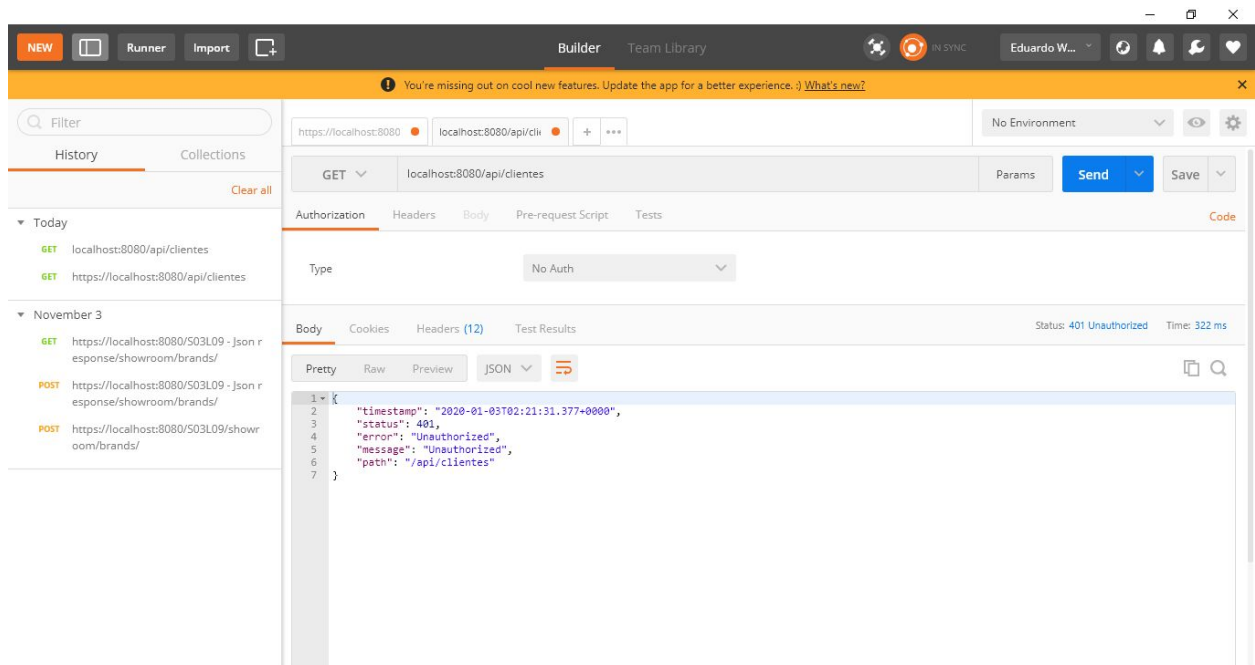 NEW Runner Import Builder Team Library IN SYNC Eduardo W...
You're missing out on cool new features. Update the app for a better experience. :) What's new?
Filter
History Collections
Clear all
Today
GET localhost:8080/api/clientes
GET https://localhost:8080/api/clientes
November 3
GET https://localhost:8080/S03L09 - Json r
esponse/showroom/brands/
POST https://localhost:8080/S03L09 - Json r
esponse/showroom/brands/
POST https://localhost:8080/S03L09/showr
oom/brands/
https://localhost:8080 localhost:8080/api/clie + ••• No Environment
GET localhost:8080/api/clientes Params Send Save
Authorization Headers Body Pre-request Script Tests Code
Type No Auth
Body Cookies Headers (12) Test Results Status: 401 Unauthorized Time: 322 ms
Pretty Raw Preview JSON
1 {
2 "timestamp": "2020-01-03T02:21:31.377+0000",
3 "status": 401,
4 "error": "Unauthorized",
5 "message": "Unauthorized",
6 "path": "/api/clientes"
7 }